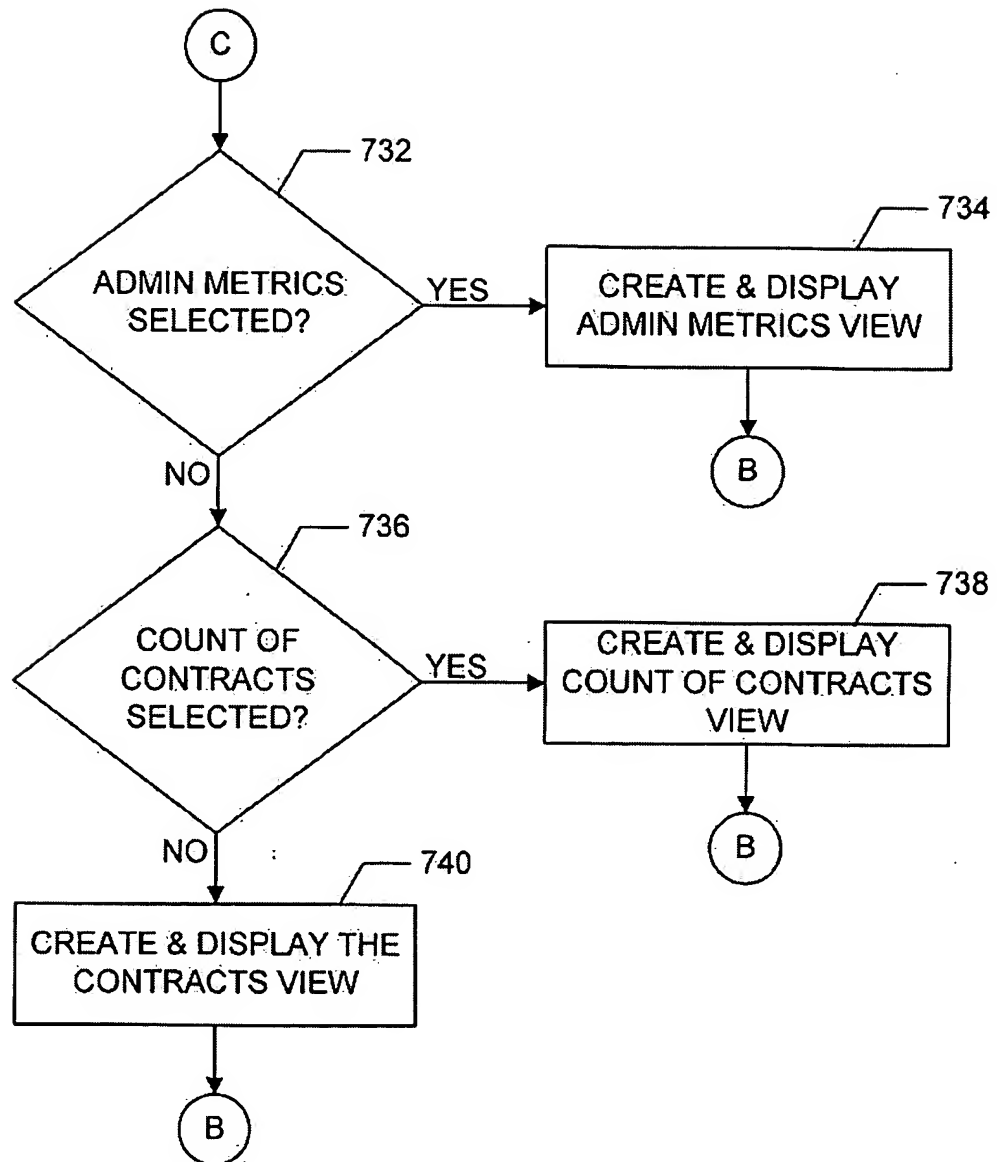 C
732
ADMIN METRICS
SELECTED?
YES
734
CREATE & DISPLAY
ADMIN METRICS VIEW
B
NO
736
COUNT OF
CONTRACTS
SELECTED?
YES
738
CREATE & DISPLAY
COUNT OF CONTRACTS
VIEW
B
NO
740
CREATE & DISPLAY THE
CONTRACTS VIEW
B